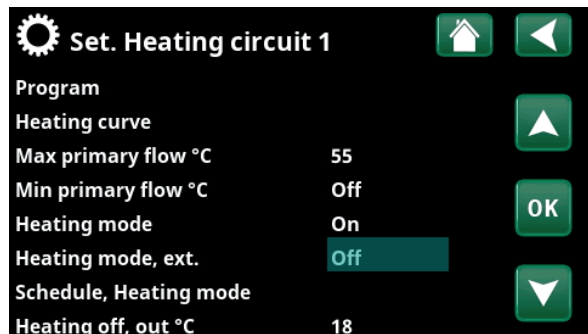 Set. Heating circuit 1
Program
Heating curve
Max primary flow °C 55
Min primary flow °C Off
Heating mode On
Heating mode, ext. Off
OK
Schedule, Heating mode
Heating off, out °C 18